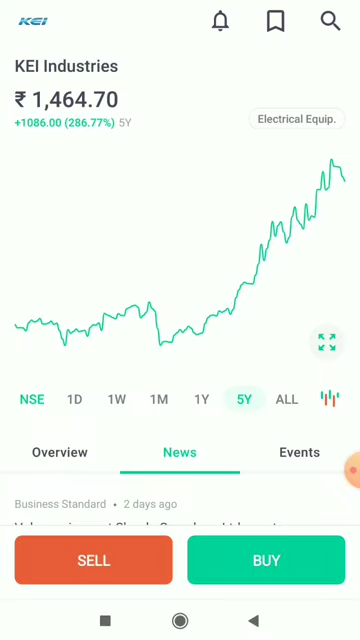 KEI
KEI Industries
₹ 1,464.70
+1086.00 (286.77%) 5Y
Electrical Equip.
NSE 1D 1W 1M 1Y 5Y ALL
Overview News Events
Business Standard • 2 days ago
SELL BUY